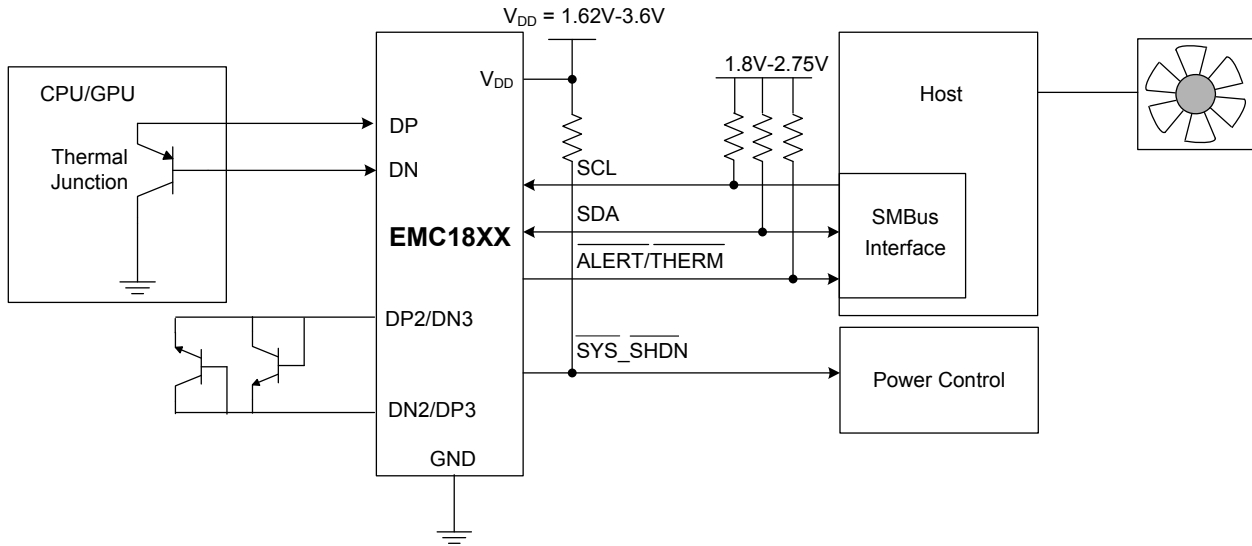 V_DD = 1.62V-3.6V
CPU/GPU
Thermal
Junction
V_DD
DP
DN
EMC18XX
DP2/DN3
DN2/DP3
GND
1.8V-2.75V
SCL
SDA
ALERT/THERM
SYS_SHDN
Host
SMBus
Interface
Power Control